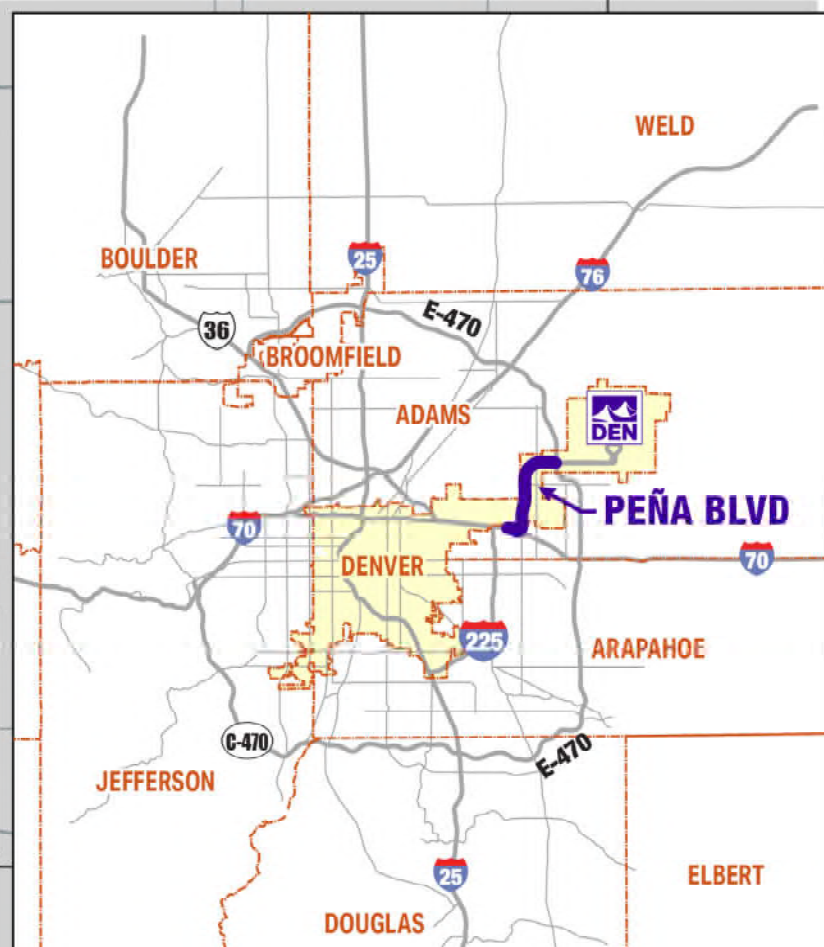 WELD
BOULDER
25
76
36
E-470
BROOMFIELD
ADAMS
DEN
PEÑA BLVD
70
DENVER
70
225
ARAPAHOE
C-470
E-470
JEFFERSON
25
ELBERT
DOUGLAS